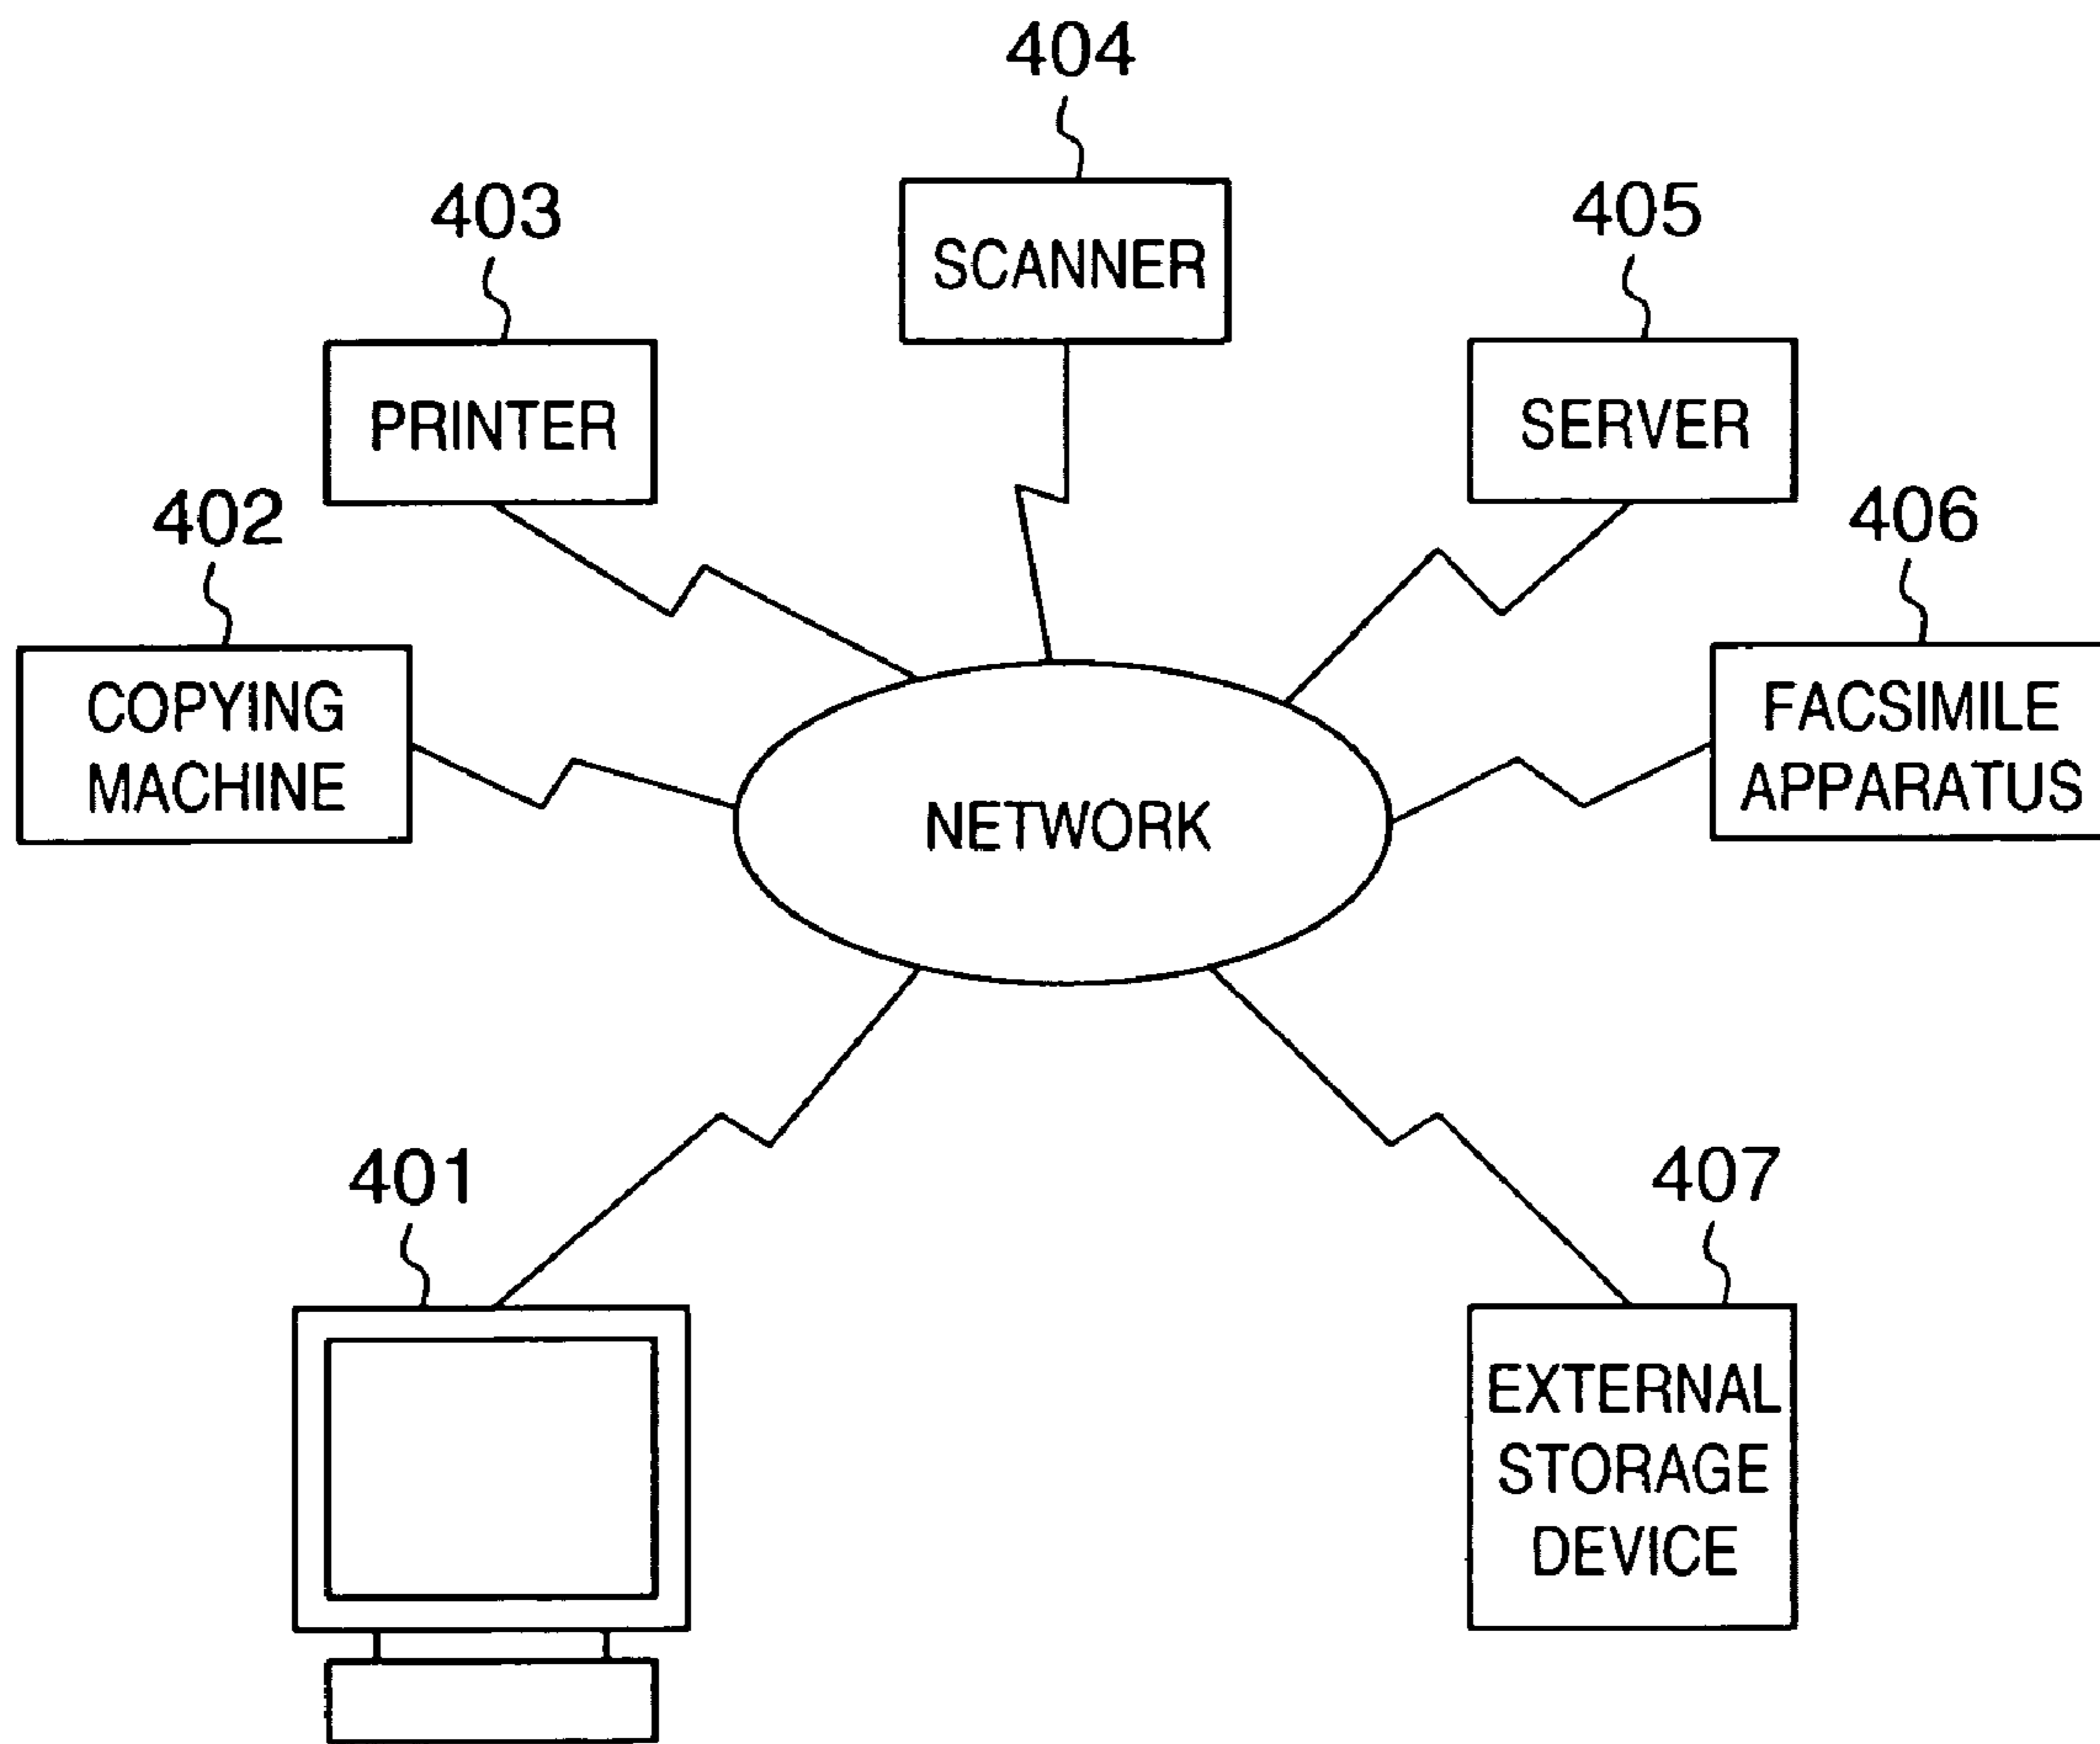 404
403
SCANNER
405
PRINTER
SERVER
402
406
COPYING
MACHINE
FACSIMILE
APPARATUS
NETWORK
401
407
EXTERNAL
STORAGE
DEVICE